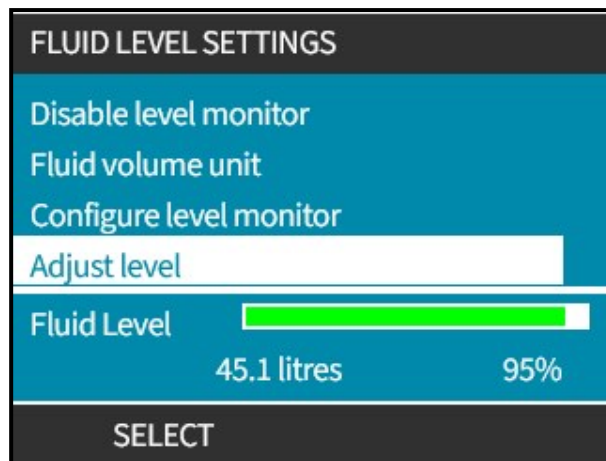 FLUID LEVEL SETTINGS
Disable level monitor
Fluid volume unit
Configure level monitor
Adjust level
Fluid Level
45.1 litres 95%
SELECT